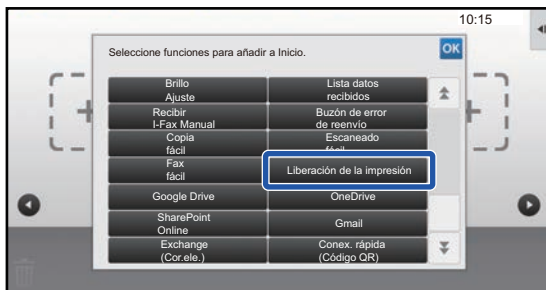 10:15
Seleccione funciones para añadir a Inicio.
OK
Brillo
Ajuste
Lista datos
recibidos
Recibir
I-Fax Manual
Buzón de error
de reenvío
Copia
fácil
Escaneado
fácil
Fax
fácil
Liberación de la impresión
Google Drive
OneDrive
SharePoint
Online
Gmail
Exchange
(Cor.ele.)
Conex. rápida
(Código QR)